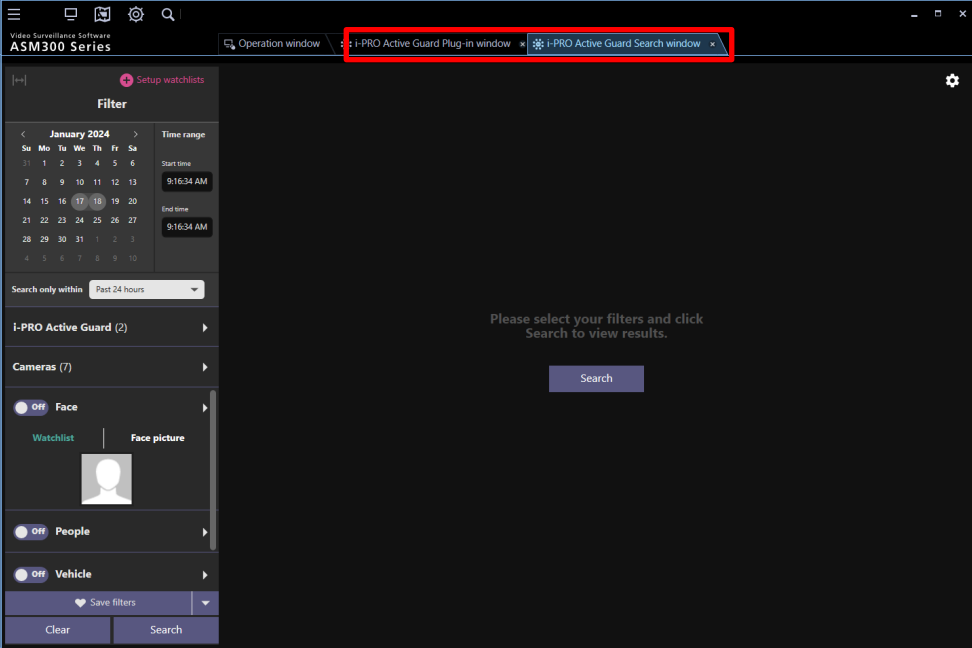 Video Surveillance Software
ASM300 Series
Operation window
i-PRO Active Guard Plug-in window ×
i-PRO Active Guard Search window ×
Setup watchlists
Filter
January 2024
Su Mo Tu We Th Fr Sa
31 1 2 3 4 5 6
7 8 9 10 11 12 13
14 15 16 17 18 19 20
21 22 23 24 25 26 27
28 29 30 31 1 2 3
4 5 6 7 8 9 10
Time range
Start time
9:16:34 AM
End time
9:16:34 AM
Search only within Past 24 hours
i-PRO Active Guard (2)
Cameras (7)
Off Face
Watchlist Face picture
Off People
Off Vehicle
Save filters
Clear Search
Please select your filters and click
Search to view results.
Search